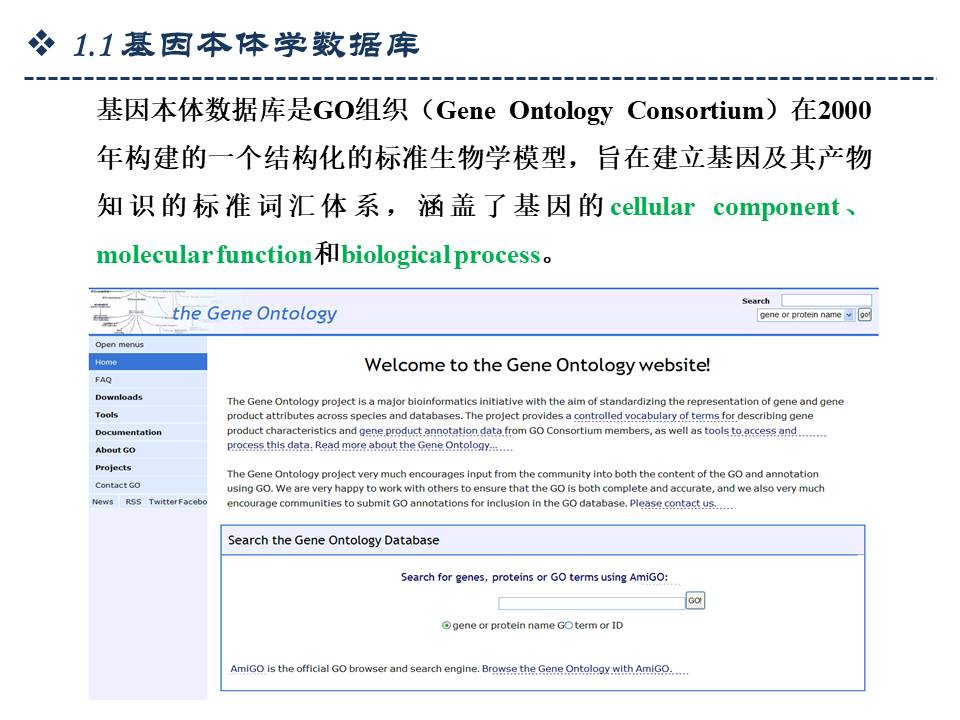 ❖ 1.1基因本体学数据库
基因本体数据库是GO组织（Gene Ontology Consortium）在2000
年构建的一个结构化的标准生物学模型，旨在建立基因及其产物
知识的标准词汇体系，涵盖了基因的cellular component、
molecular function和biological process。
the Gene Ontology
Search
gene or protein name go!
Open menus
Home
FAQ
Downloads
Tools
Documentation
About GO
Projects
Contact GO
News RSS Twitter Facebo
Welcome to the Gene Ontology website!
The Gene Ontology project is a major bioinformatics initiative with the aim of standardizing the representation of gene and gene
product attributes across species and databases. The project provides a controlled vocabulary of terms for describing gene
product characteristics and gene product annotation data from GO Consortium members, as well as tools to access and
process this data. Read more about the Gene Ontology...
The Gene Ontology project very much encourages input from the community into both the content of the GO and annotation
using GO. We are very happy to work with others to ensure that the GO is both complete and accurate, and we also very much
encourage communities to submit GO annotations for inclusion in the GO database. Please contact us.
Search the Gene Ontology Database
Search for genes, proteins or GO terms using AmiGO:
GO!
gene or protein name GO term or ID
AmiGO is the official GO browser and search engine. Browse the Gene Ontology with AmiGO.